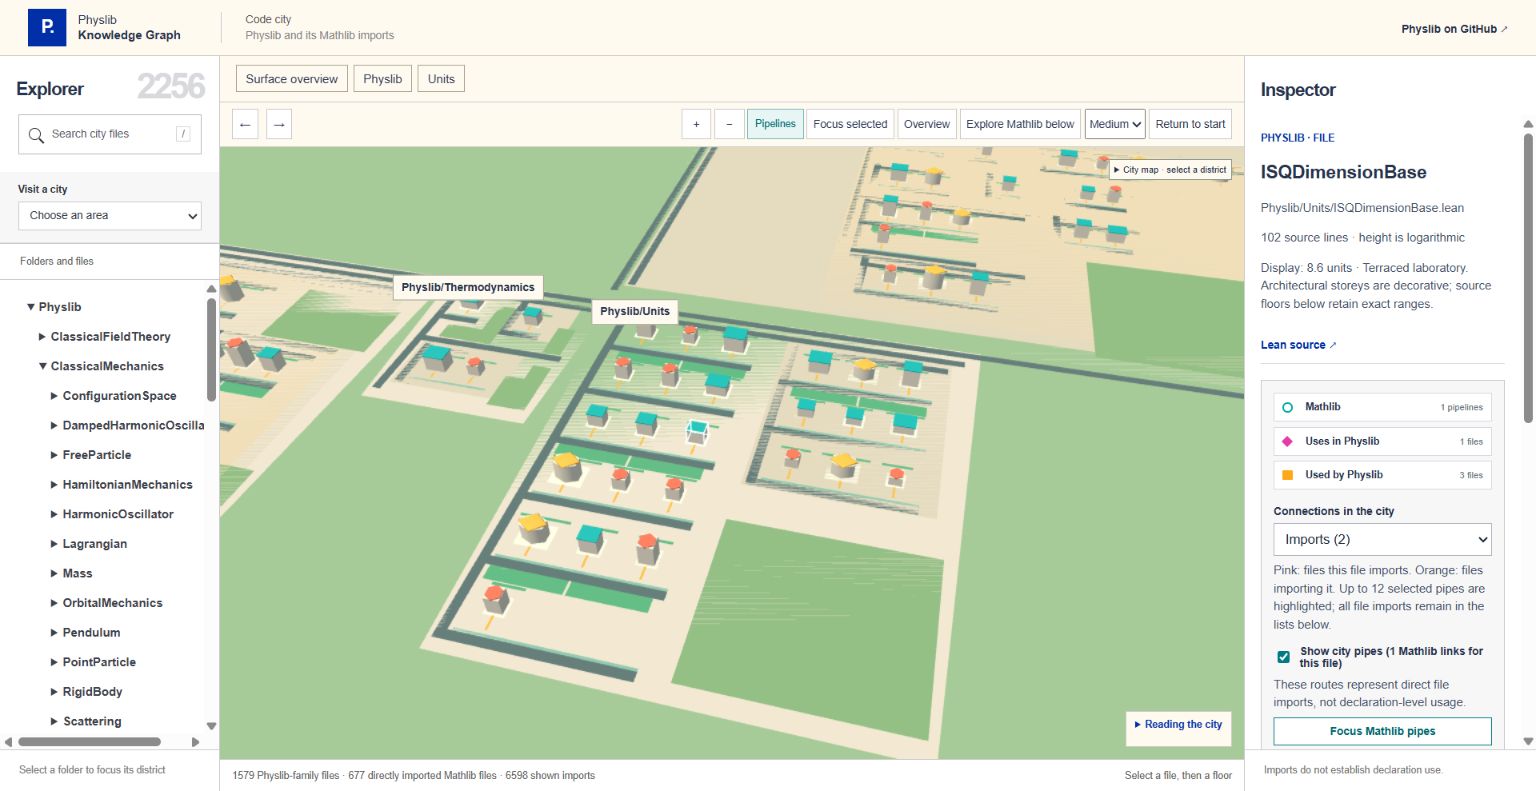 P.
Physlib
Knowledge Graph
Code city
Physlib and its Mathlib imports
Physlib on GitHub ↗
Explorer
2256
Search city files
/
Visit a city
Choose an area
Folders and files
▼ Physlib
▶ ClassicalFieldTheory
▼ ClassicalMechanics
▶ ConfigurationSpace
▶ DampedHarmonicOscilla
▶ FreeParticle
▶ HamiltonianMechanics
▶ HarmonicOscillator
▶ Lagrangian
▶ Mass
▶ OrbitalMechanics
▶ Pendulum
▶ PointParticle
▶ RigidBody
▶ Scattering
Select a folder to focus its district
Surface overview
Physlib
Units
← →
+
−
Pipelines
Focus selected
Overview
Explore Mathlib below
Medium
Return to start
▶ City map · select a district
Physlib/Thermodynamics
Physlib/Units
▶ Reading the city
1579 Physlib-family files · 677 directly imported Mathlib files · 6598 shown imports
Select a file, then a floor
Inspector
PHYSLIB · FILE
ISQDimensionBase
Physlib/Units/ISQDimensionBase.lean
102 source lines · height is logarithmic
Display: 8.6 units · Terraced laboratory.
Architectural storeys are decorative; source
floors below retain exact ranges.
Lean source ↗
Mathlib 1 pipelines
Uses in Physlib 1 files
Used by Physlib 3 files
Connections in the city
Imports (2)
Pink: files this file imports. Orange: files
importing it. Up to 12 selected pipes are
highlighted; all file imports remain in the
lists below.
Show city pipes (1 Mathlib links for
this file)
These routes represent direct file
imports, not declaration-level usage.
Focus Mathlib pipes
Imports do not establish declaration use.